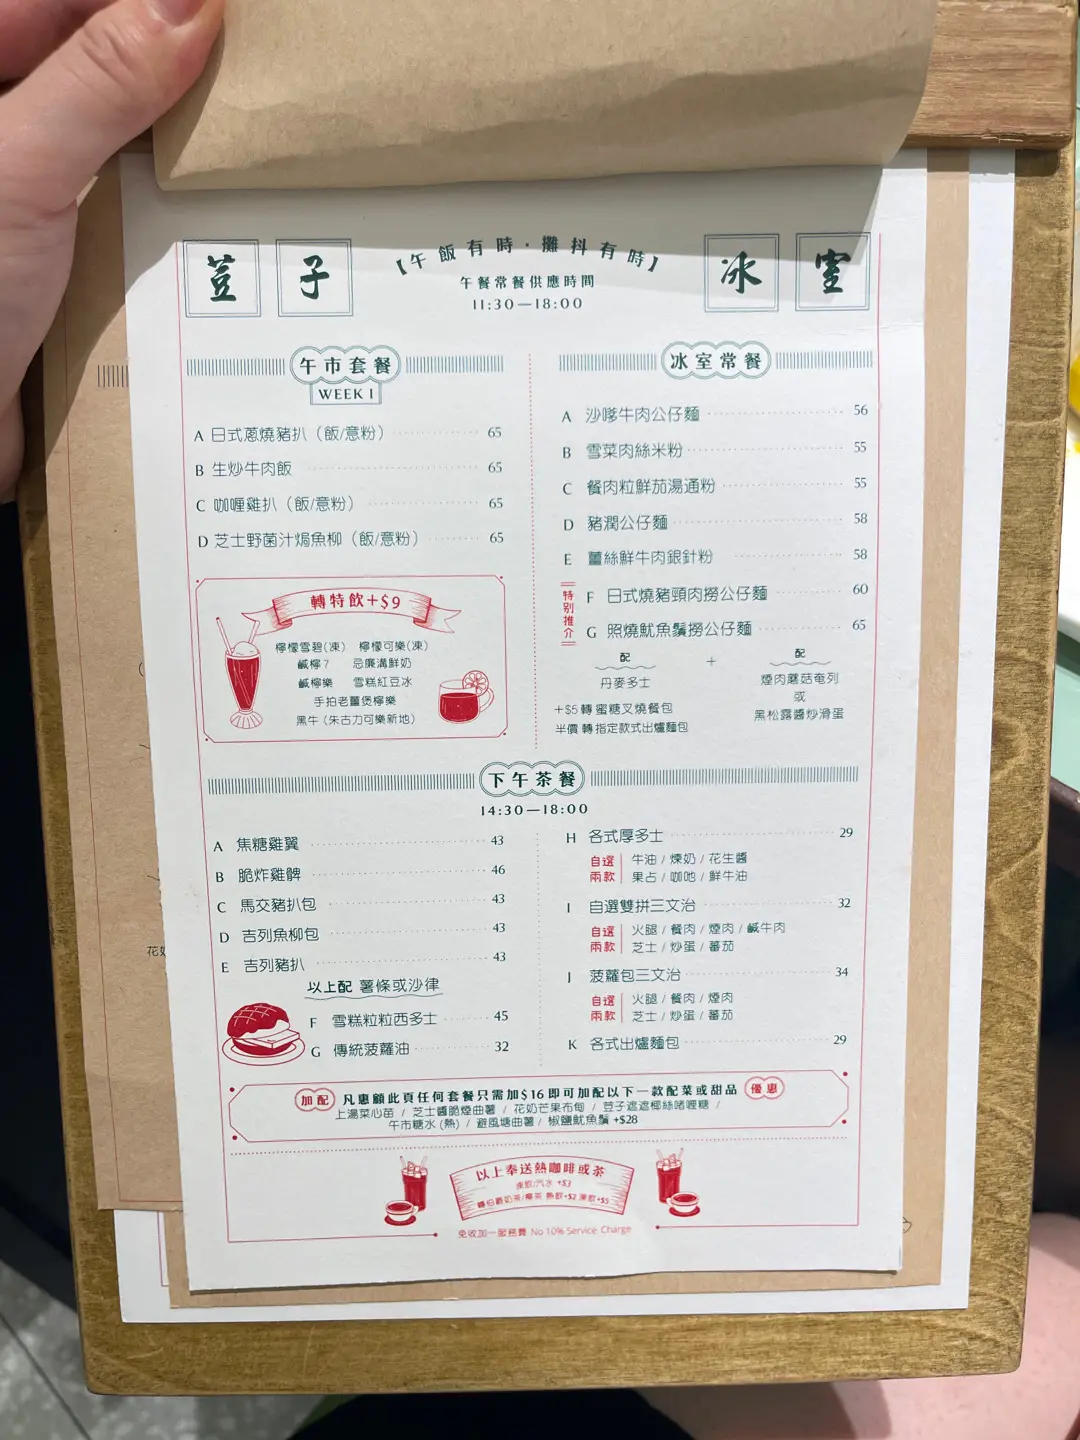 荳子
【午飯有時·攤抖有時】
冰室
午餐常餐供應時間
11:30—18:00
午市套餐
WEEK 1
A 日式蔥燒豬扒（飯/意粉） 65
B 生炒牛肉飯 65
C 咖喱雞扒（飯/意粉） 65
D 芝士野菌汁焗魚柳（飯/意粉） 65
轉特飲+$9
檸檬雪碧(凍) 檸檬可樂(凍)
鹹檸7 忌廉溝鮮奶
鹹檸樂 雪糕紅豆冰
手拍老薑煲檸樂
黑牛（朱古力可樂新地）
冰室常餐
A 沙嗲牛肉公仔麵 56
B 雪菜肉絲米粉 55
C 餐肉粒鮮茄湯通粉 55
D 豬潤公仔麵 58
E 薑絲鮮牛肉銀針粉 58
特別推介
F 日式燒豬頸肉撈公仔麵 60
G 照燒魷魚鬚撈公仔麵 65
配
丹麥多士
+$5 轉 蜜糖叉燒餐包
半價 轉 指定款式出爐麵包
+
配
煙肉蘑菇奄列
或
黑松露醬炒滑蛋
下午茶餐
14:30—18:00
A 焦糖雞翼 43
B 脆炸雞髀 46
C 馬交豬扒包 43
D 吉列魚柳包 43
E 吉列豬扒 43
以上配 薯條或沙律
F 雪糕粒粒西多士 45
G 傳統菠蘿油 32
H 各式厚多士 29
自選兩款
牛油 / 煉奶 / 花生醬
果占 / 咖吔 / 鮮牛油
I 自選雙拼三文治 32
自選兩款
火腿 / 餐肉 / 煙肉 / 鹹牛肉
芝士 / 炒蛋 / 蕃茄
J 菠蘿包三文治 34
自選兩款
火腿 / 餐肉 / 煙肉
芝士 / 炒蛋 / 蕃茄
K 各式出爐麵包 29
加配 凡惠顧此頁任何套餐只需加$16即可加配以下一款配菜或甜品 優惠
上湯菜心苗 / 芝士醬脆煙曲薯 / 花奶芒果布甸 / 荳子遮遮椰絲啫喱糖 /
午市糖水 (熱) / 避風塘曲薯 / 椒鹽魷魚鬚 +$28
以上奉送熱咖啡或茶
凍飲/汽水 +$3
轉伯爵奶茶/檸茶 熱飲+$2 凍飲+$5
免收加一服務費 No 10% Service Charge